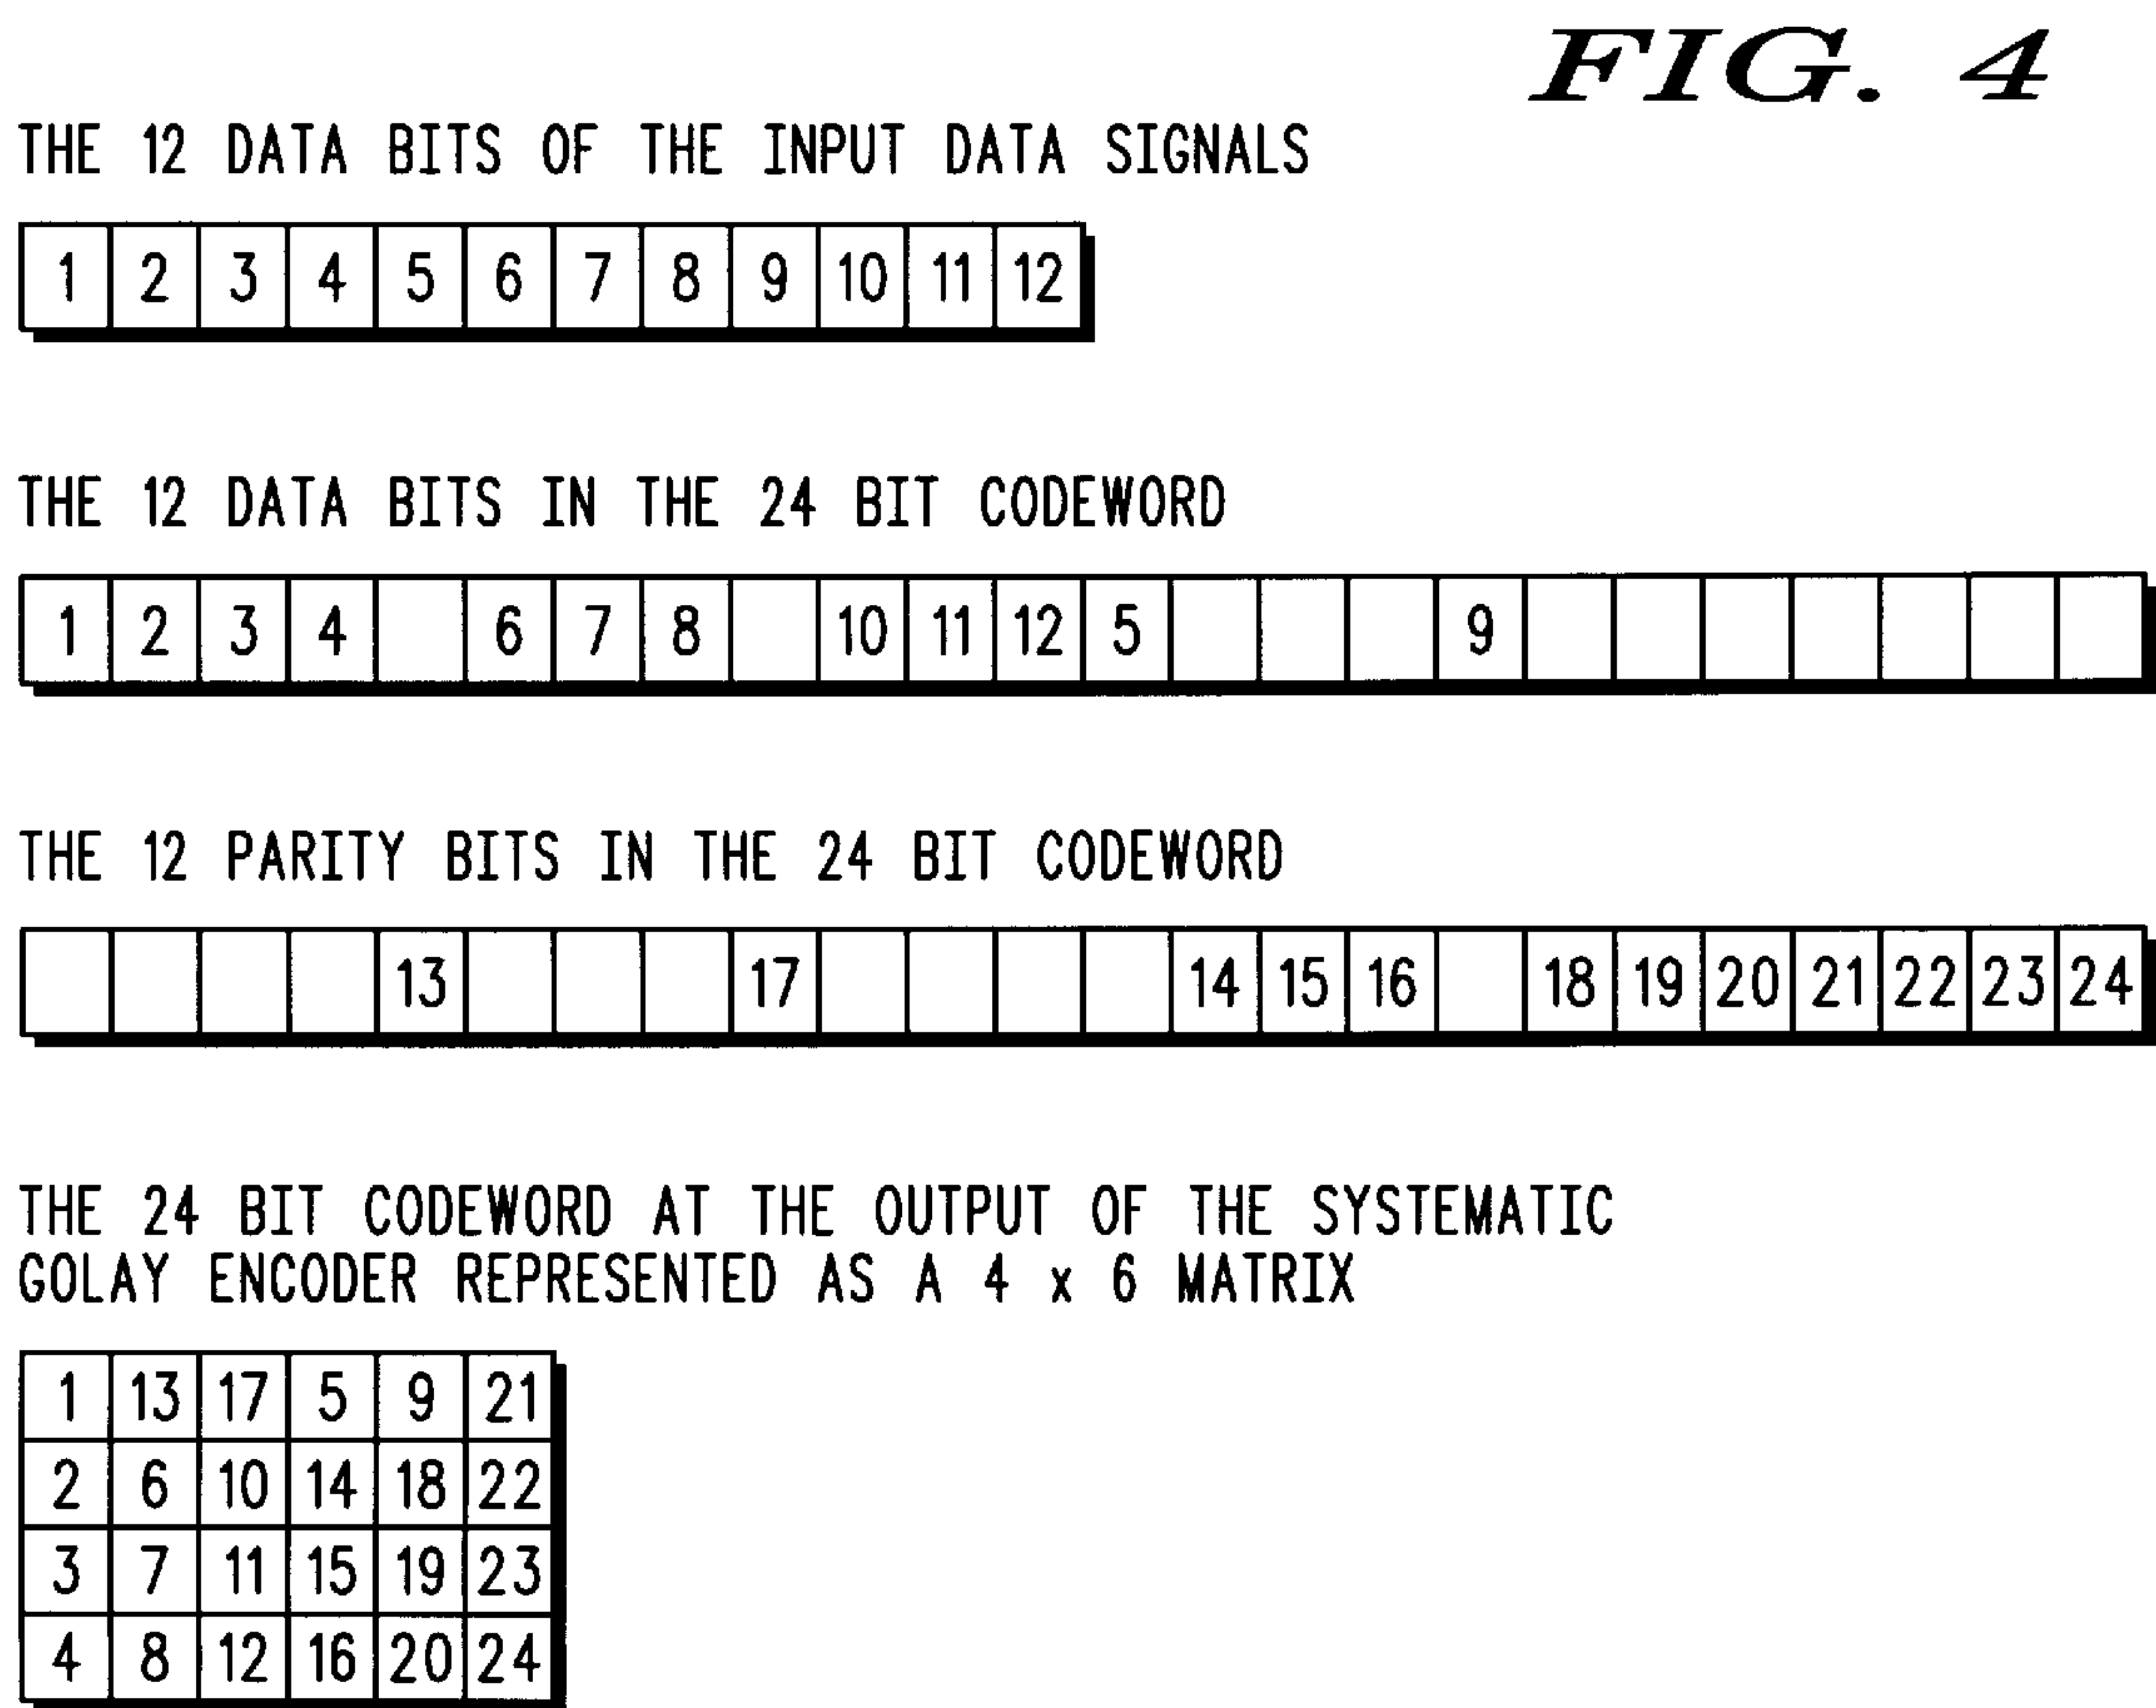 FIG. 4
THE 12 DATA BITS OF THE INPUT DATA SIGNALS
1 2 3 4 5 6 7 8 9 10 11 12
THE 12 DATA BITS IN THE 24 BIT CODEWORD
1 2 3 4 6 7 8 10 11 12 5 9
THE 12 PARITY BITS IN THE 24 BIT CODEWORD
13 17 14 15 16 18 19 20 21 22 23 24
THE 24 BIT CODEWORD AT THE OUTPUT OF THE SYSTEMATIC
GOLAY ENCODER REPRESENTED AS A 4 x 6 MATRIX
1 13 17 5 9 21
2 6 10 14 18 22
3 7 11 15 19 23
4 8 12 16 20 24